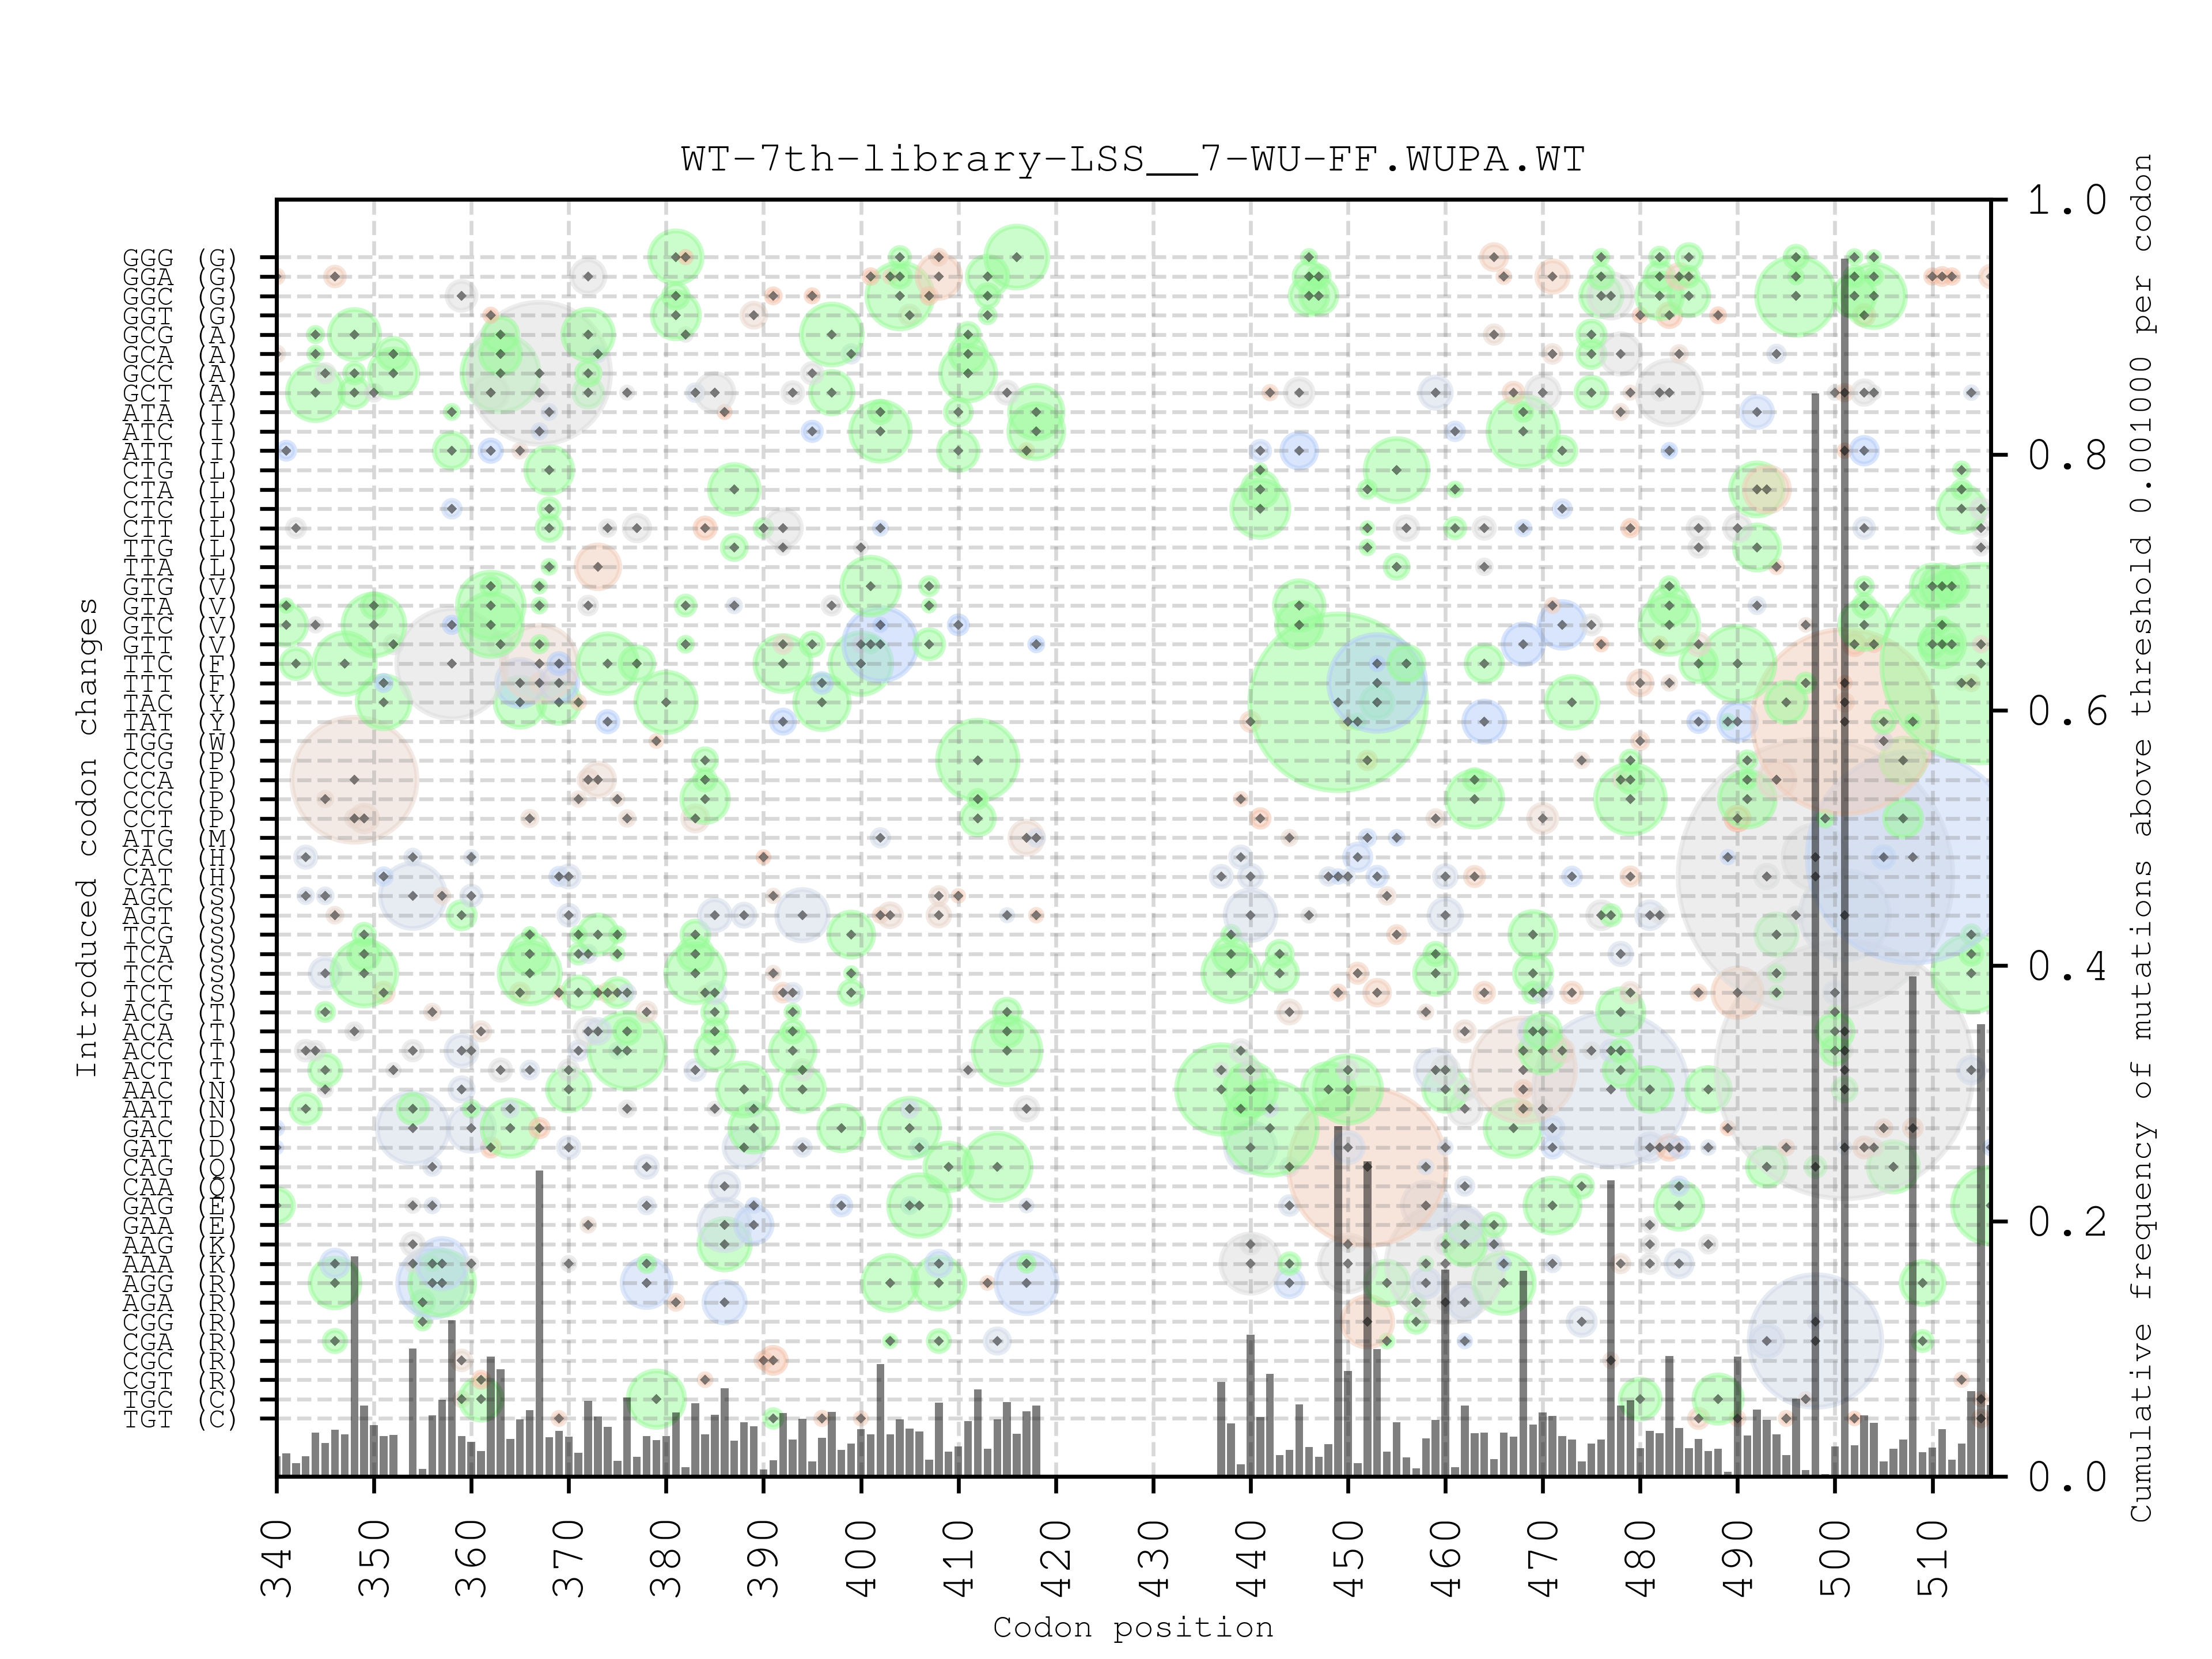 WT-7th-library-LSS__7-WU-FF.WUPA.WT
Introduced codon changes
GGG (G)
GGA (G)
GGC (G)
GGT (G)
GCG (A)
GCA (A)
GCC (A)
GCT (A)
ATA (I)
ATC (I)
ATT (I)
CTG (L)
CTA (L)
CTC (L)
CTT (L)
TTG (L)
TTA (L)
GTG (V)
GTA (V)
GTC (V)
GTT (V)
TTC (F)
TTT (F)
TAC (Y)
TAT (Y)
TGG (W)
CCG (P)
CCA (P)
CCC (P)
CCT (P)
ATG (M)
CAC (H)
CAT (H)
AGC (S)
AGT (S)
TCG (S)
TCA (S)
TCC (S)
TCT (S)
ACG (T)
ACA (T)
ACC (T)
ACT (T)
AAC (N)
AAT (N)
GAC (D)
GAT (D)
CAG (Q)
CAA (Q)
GAG (E)
GAA (E)
AAG (K)
AAA (K)
AGG (R)
AGA (R)
CGG (R)
CGA (R)
CGC (R)
CGT (R)
TGC (C)
TGT (C)
1.0
0.8
0.6
0.4
0.2
0.0
Cumulative frequency of mutations above threshold 0.001000 per codon
340 350 360 370 380 390 400 410 420 430 440 450 460 470 480 490 500 510
Codon position